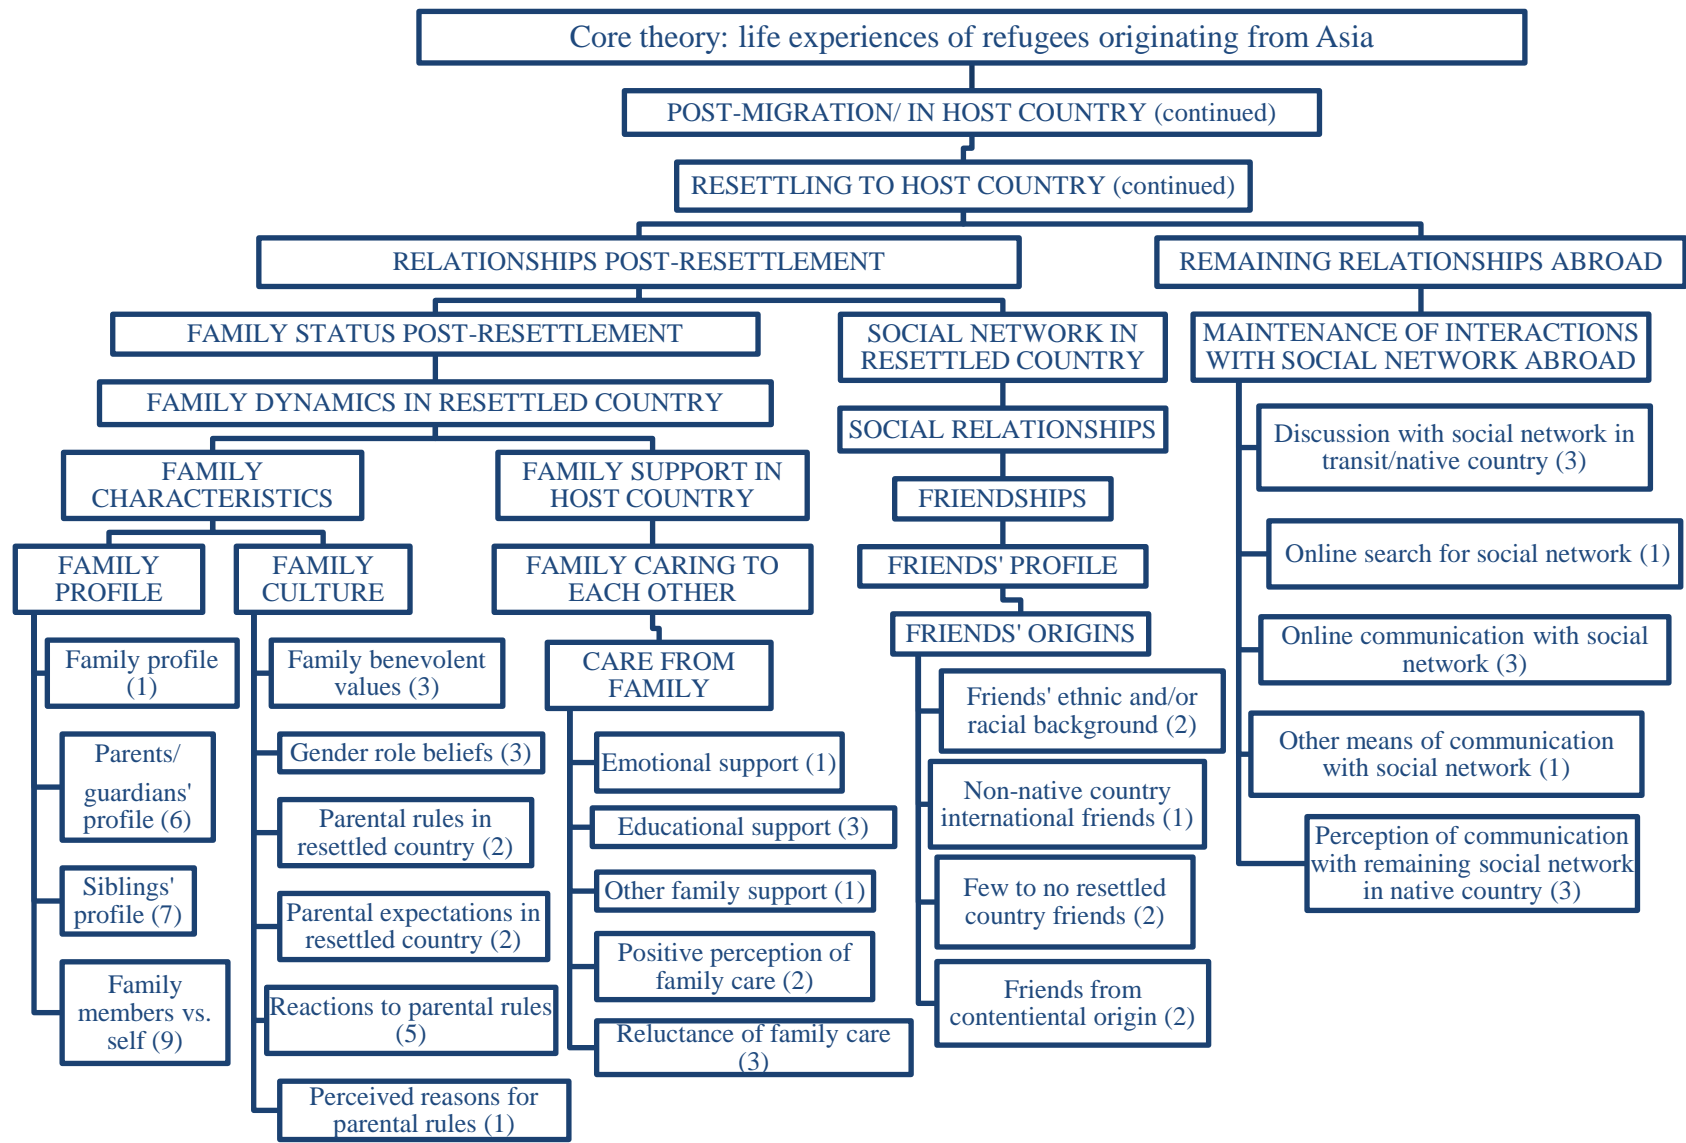 Core theory: life experiences of refugees originating from Asia
POST-MIGRATION/ IN HOST COUNTRY (continued)
RESETTLING TO HOST COUNTRY (continued)
RELATIONSHIPS POST-RESETTLEMENT
REMAINING RELATIONSHIPS ABROAD
FAMILY STATUS POST-RESETTLEMENT
SOCIAL NETWORK IN
RESETTLED COUNTRY
MAINTENANCE OF INTERACTIONS
WITH SOCIAL NETWORK ABROAD
FAMILY DYNAMICS IN RESETTLED COUNTRY
SOCIAL RELATIONSHIPS
FAMILY
CHARACTERISTICS
FAMILY SUPPORT IN
HOST COUNTRY
FRIENDSHIPS
FAMILY
PROFILE
FAMILY
CULTURE
FAMILY CARING TO
EACH OTHER
FRIENDS' PROFILE
FRIENDS' ORIGINS
CARE FROM
FAMILY
Family profile
(1)
Parents/
guardians'
profile (6)
Siblings'
profile (7)
Family
members vs.
self (9)
Family benevolent
values (3)
Gender role beliefs (3)
Parental rules in
resettled country (2)
Parental expectations in
resettled country (2)
Reactions to parental rules
(5)
Perceived reasons for
parental rules (1)
Emotional support (1)
Educational support (3)
Other family support (1)
Positive perception of
family care (2)
Reluctance of family care
(3)
Friends' ethnic and/or
racial background (2)
Non-native country
international friends (1)
Few to no resettled
country friends (2)
Friends from
contentiental origin (2)
Discussion with social network in
transit/native country (3)
Online search for social network (1)
Online communication with social
network (3)
Other means of communication
with social network (1)
Perception of communication
with remaining social network
in native country (3)